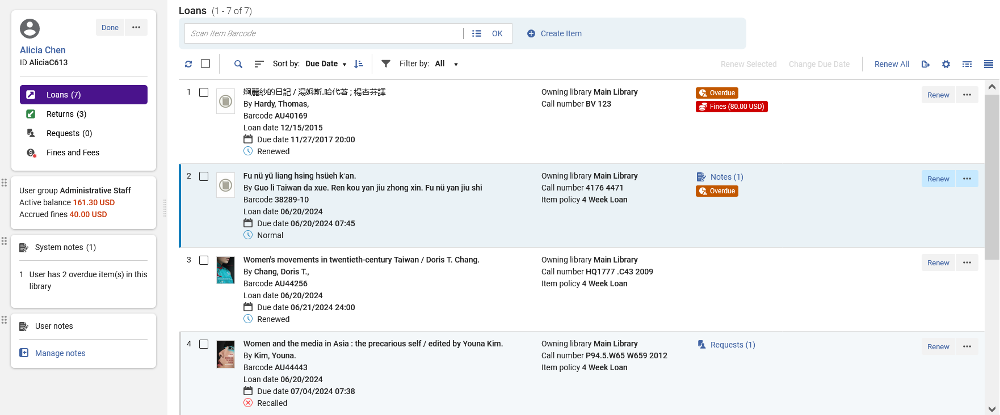 Done
Alicia Chen
ID AliciaC613
Loans (7)
Returns (3)
Requests (0)
Fines and Fees
User group Administrative Staff
Active balance 161.30 USD
Accrued fines 40.00 USD
System notes (1)
1 User has 2 overdue item(s) in this
library
User notes
Manage notes
Loans (1 - 7 of 7)
Scan Item Barcode
OK
Create Item
Sort by: Due Date
Filter by: All
Renew Selected
Change Due Date
Renew All
1
婀麗紗的日記 / 湯姆斯.哈代著 ; 楊杏芬譯
By Hardy, Thomas,
Barcode AU40169
Loan date 12/15/2015
Due date 11/27/2017 20:00
Renewed
Owning library Main Library
Call number BV 123
Overdue
Fines (80.00 USD)
Renew
2
Fu nü yü liang hsing hsüeh kʻan.
By Guo li Taiwan da xue. Ren kou yan jiu zhong xin. Fu nü yan jiu shi
Barcode 38289-10
Loan date 06/20/2024
Due date 06/20/2024 07:45
Normal
Owning library Main Library
Call number 4176 4471
Item policy 4 Week Loan
Notes (1)
Overdue
Renew
3
Women's movements in twentieth-century Taiwan / Doris T. Chang.
By Chang, Doris T.,
Barcode AU44256
Loan date 06/20/2024
Due date 06/21/2024 24:00
Renewed
Owning library Main Library
Call number HQ1777 .C43 2009
Item policy 4 Week Loan
Renew
4
Women and the media in Asia : the precarious self / edited by Youna Kim.
By Kim, Youna.
Barcode AU44443
Loan date 06/20/2024
Due date 07/04/2024 07:38
Recalled
Owning library Main Library
Call number P94.5.W65 W659 2012
Item policy 4 Week Loan
Requests (1)
Renew